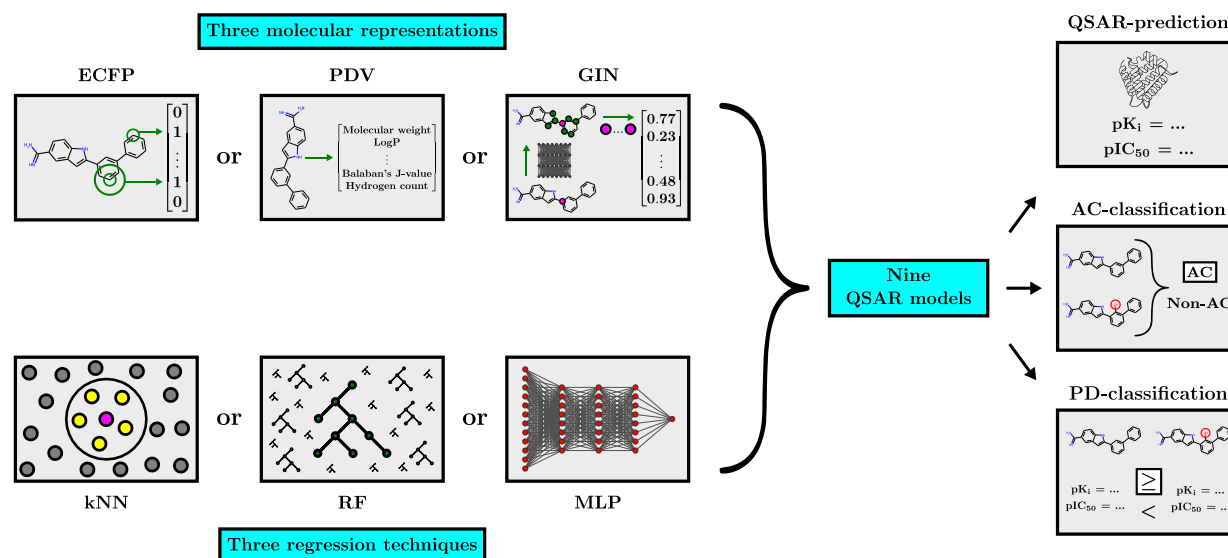 Three molecular representations
QSAR-prediction
ECFP
PDV
GIN
0
1
1
0
or
Molecular weight
LogP
Balaban's J-value
Hydrogen count
or
0.77
0.23
0.48
0.93
pKi = ...
pIC50 = ...
AC-classification
AC
Non-AC
Nine
QSAR models
or
or
kNN
RF
MLP
PD-classification
pKi = ... ≥ pKi = ...
pIC50 = ... < pIC50 = ...
Three regression techniques